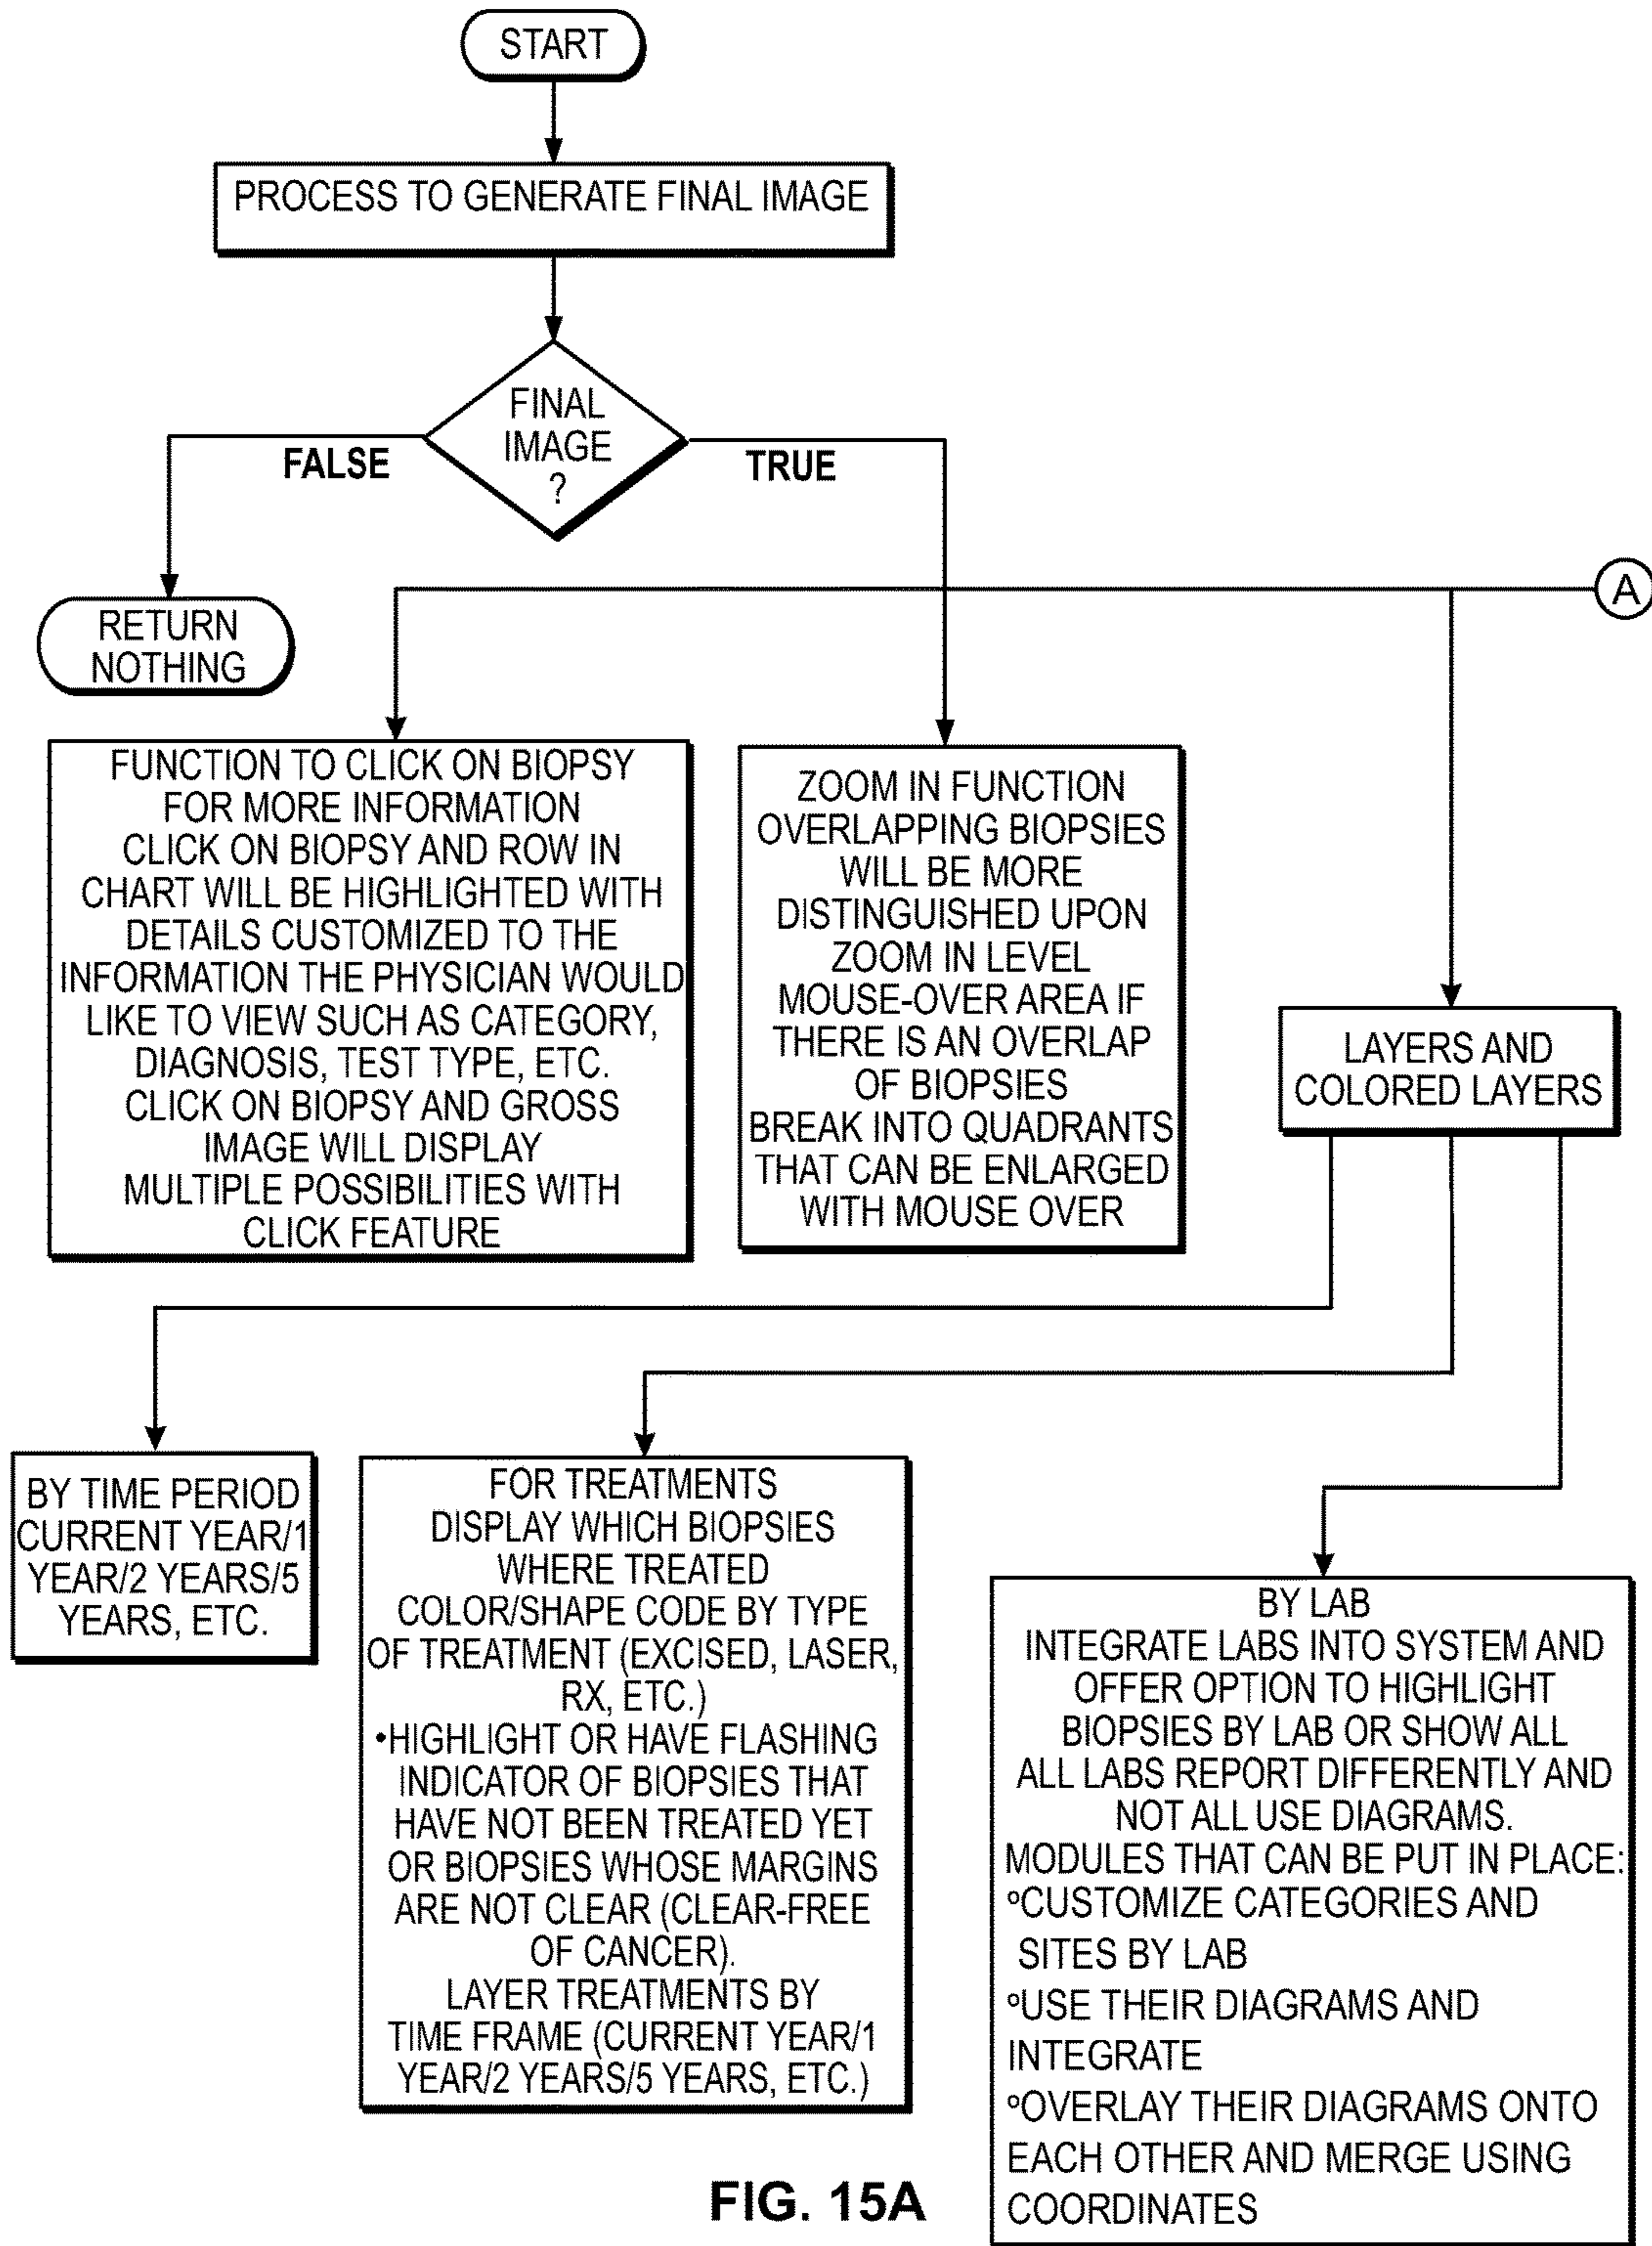 START
PROCESS TO GENERATE FINAL IMAGE
FINAL
IMAGE
?
FALSE
TRUE
A
RETURN
NOTHING
FUNCTION TO CLICK ON BIOPSY
FOR MORE INFORMATION
CLICK ON BIOPSY AND ROW IN
CHART WILL BE HIGHLIGHTED WITH
DETAILS CUSTOMIZED TO THE
INFORMATION THE PHYSICIAN WOULD
LIKE TO VIEW SUCH AS CATEGORY,
DIAGNOSIS, TEST TYPE, ETC.
CLICK ON BIOPSY AND GROSS
IMAGE WILL DISPLAY
MULTIPLE POSSIBILITIES WITH
CLICK FEATURE
ZOOM IN FUNCTION
OVERLAPPING BIOPSIES
WILL BE MORE
DISTINGUISHED UPON
ZOOM IN LEVEL
MOUSE-OVER AREA IF
THERE IS AN OVERLAP
OF BIOPSIES
BREAK INTO QUADRANTS
THAT CAN BE ENLARGED
WITH MOUSE OVER
LAYERS AND
COLORED LAYERS
BY TIME PERIOD
CURRENT YEAR/1
YEAR/2 YEARS/5
YEARS, ETC.
FOR TREATMENTS
DISPLAY WHICH BIOPSIES
WHERE TREATED
COLOR/SHAPE CODE BY TYPE
OF TREATMENT (EXCISED, LASER,
RX, ETC.)
•HIGHLIGHT OR HAVE FLASHING
INDICATOR OF BIOPSIES THAT
HAVE NOT BEEN TREATED YET
OR BIOPSIES WHOSE MARGINS
ARE NOT CLEAR (CLEAR-FREE
OF CANCER).
LAYER TREATMENTS BY
TIME FRAME (CURRENT YEAR/1
YEAR/2 YEARS/5 YEARS, ETC.)
BY LAB
INTEGRATE LABS INTO SYSTEM AND
OFFER OPTION TO HIGHLIGHT
BIOPSIES BY LAB OR SHOW ALL
ALL LABS REPORT DIFFERENTLY AND
NOT ALL USE DIAGRAMS.
MODULES THAT CAN BE PUT IN PLACE:
°CUSTOMIZE CATEGORIES AND
SITES BY LAB
°USE THEIR DIAGRAMS AND
INTEGRATE
°OVERLAY THEIR DIAGRAMS ONTO
EACH OTHER AND MERGE USING
COORDINATES
FIG. 15A